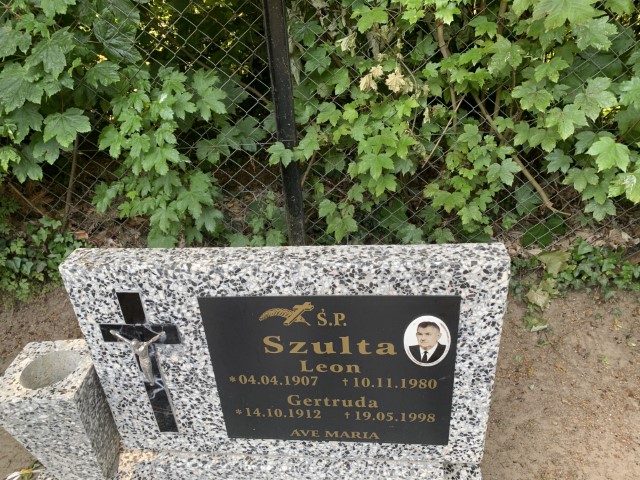 Ś.P.
Szulta
Leon
*04.04.1907 †10.11.1980
Gertruda
*14.10.1912 †19.05.1998
AVE MARIA